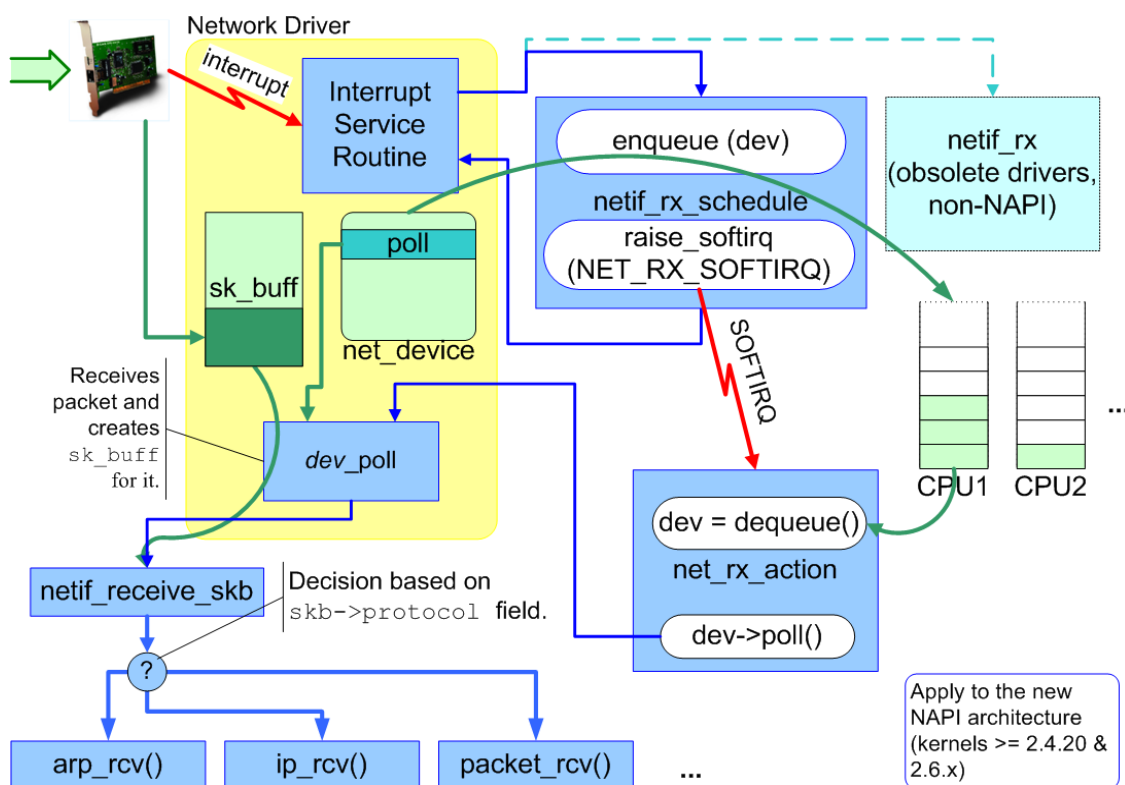 Network Driver
interrupt
Interrupt
Service
Routine
enqueue (dev)
netif_rx_schedule
raise_softirq
(NET_RX_SOFTIRQ)
netif_rx
(obsolete drivers,
non-NAPI)
sk_buff
poll
net_device
SOFTIRQ
Receives
packet and
creates
sk_buff
for it.
dev_poll
CPU1
CPU2
...
dev = dequeue()
net_rx_action
dev->poll()
netif_receive_skb
Decision based on
skb->protocol field.
?
arp_rcv()
ip_rcv()
packet_rcv()
...
Apply to the new
NAPI architecture
(kernels >= 2.4.20 &
2.6.x)